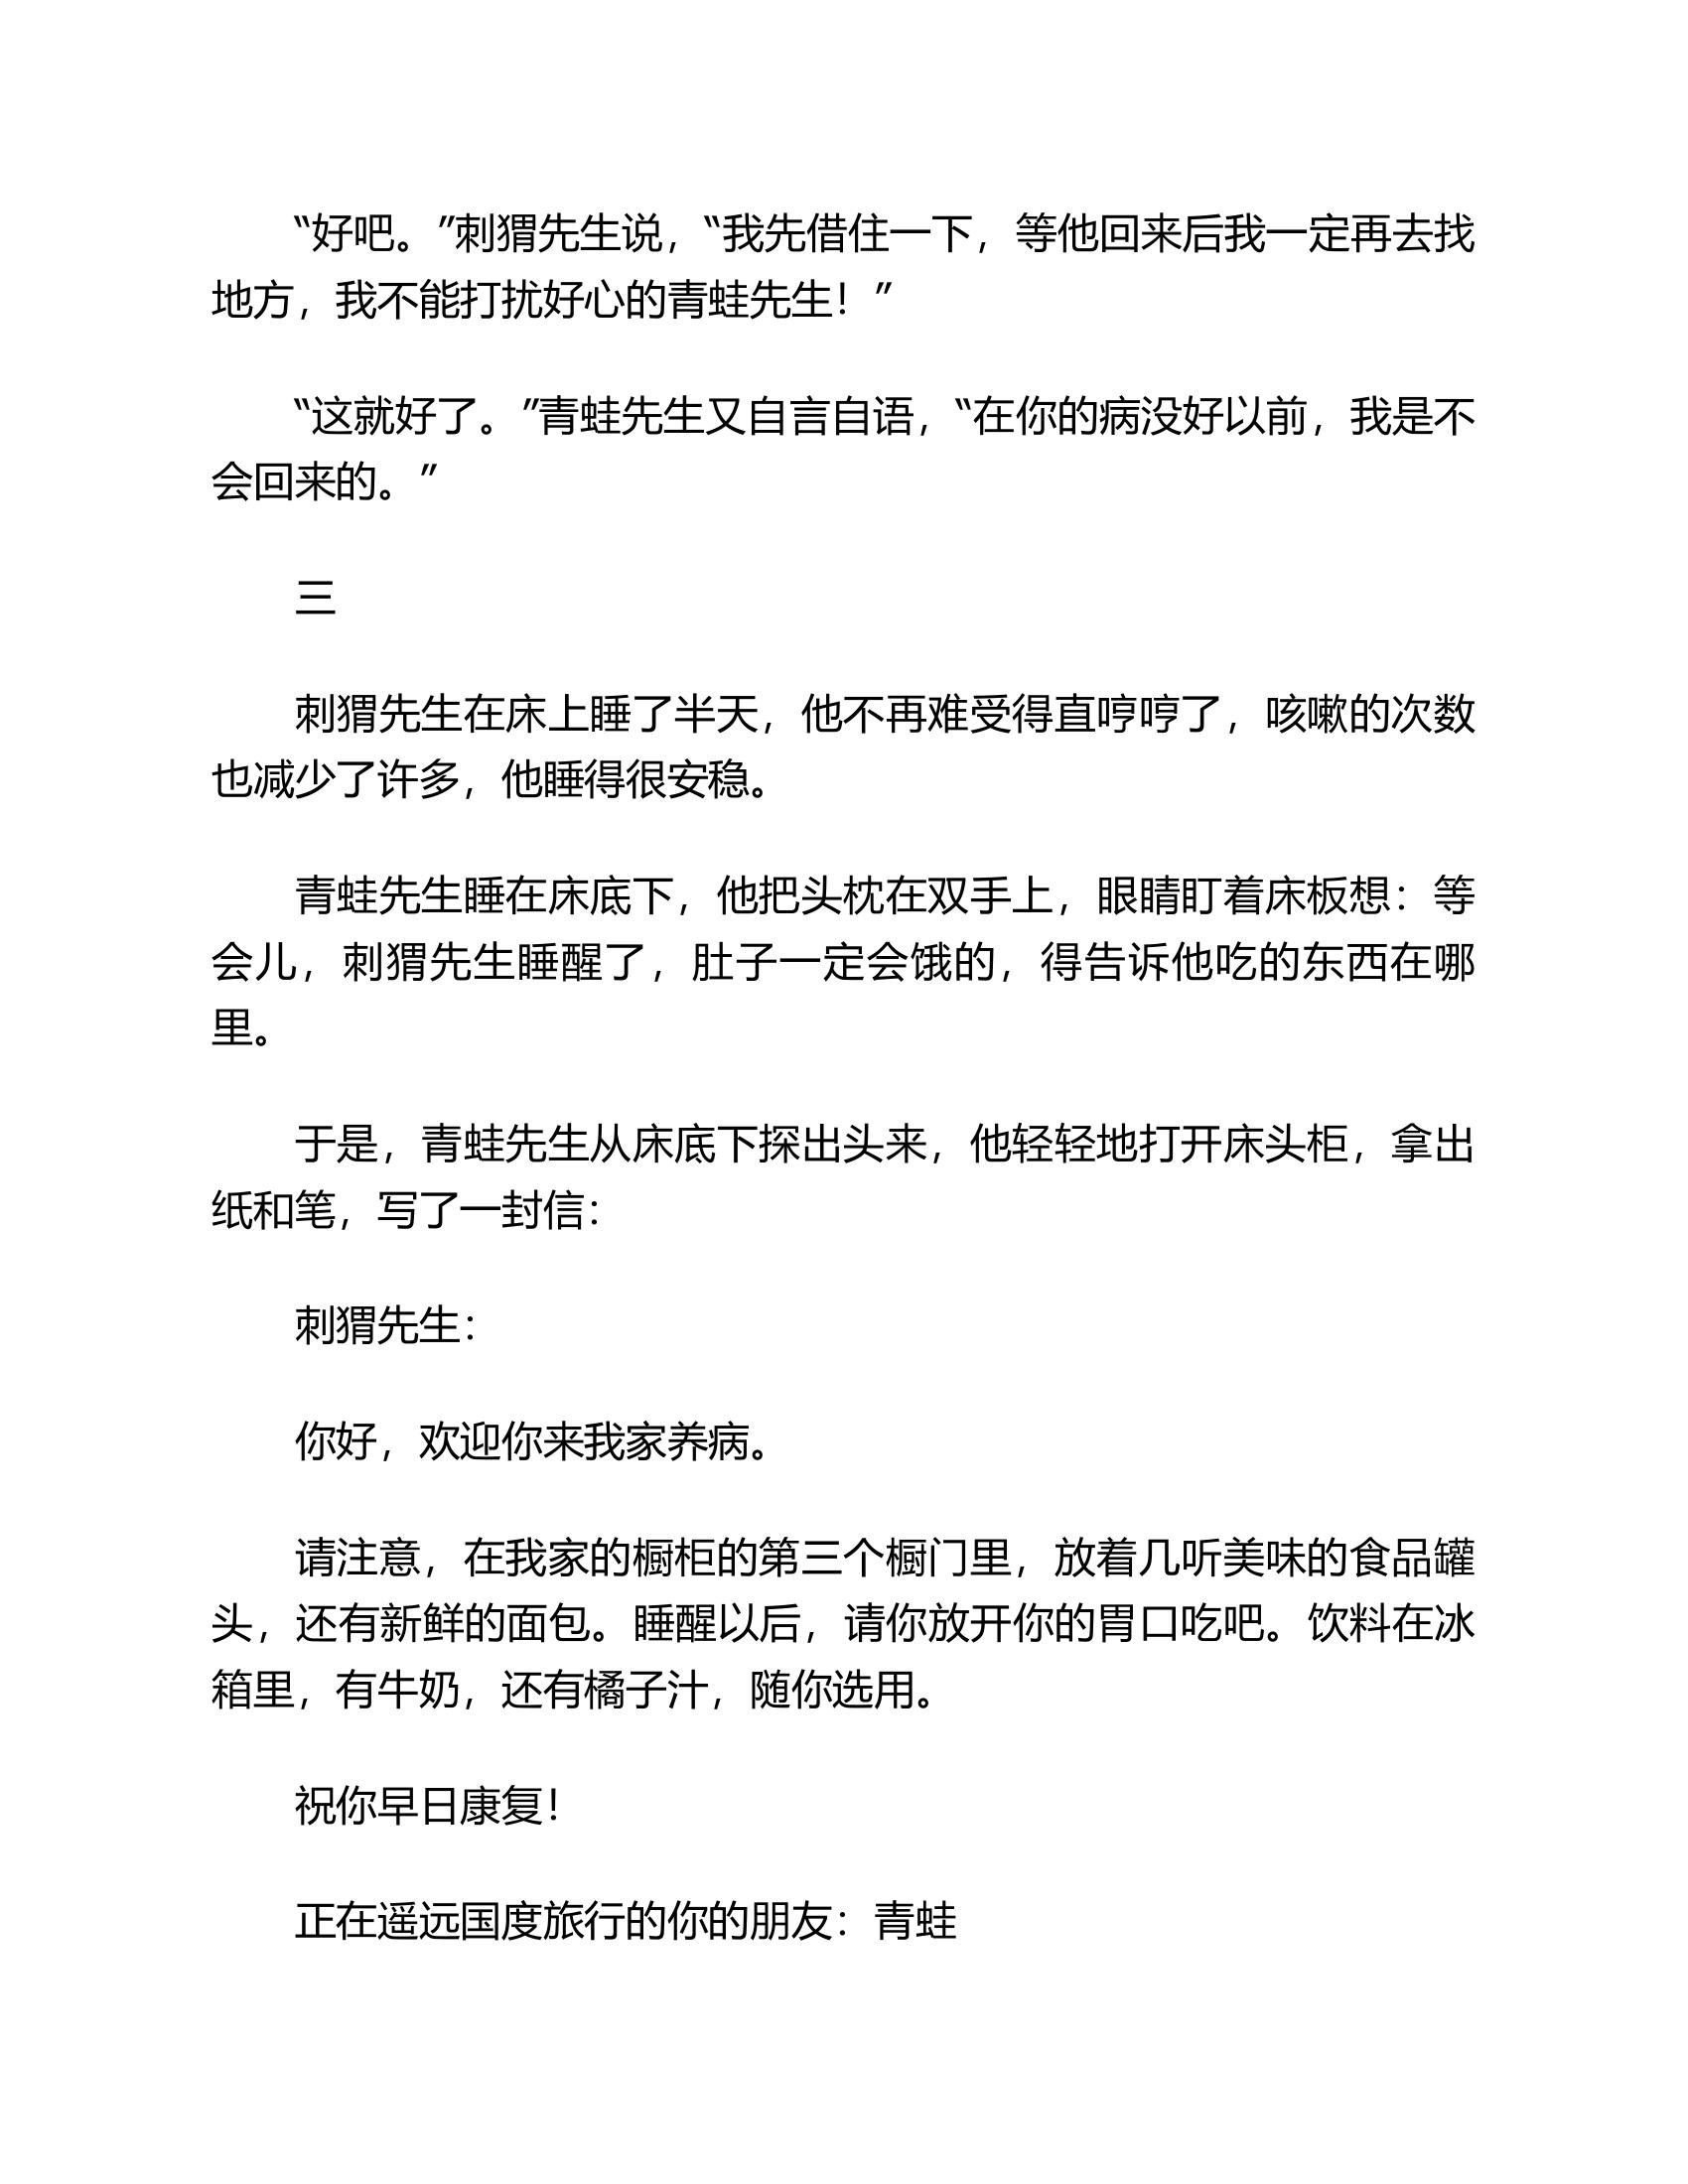 “好吧。”刺猬先生说，“我先借住一下，等他回来后我一定再去找
地方，我不能打扰好心的青蛙先生！”
“这就好了。”青蛙先生又自言自语，“在你的病没好以前，我是不
会回来的。”
三
刺猬先生在床上睡了半天，他不再难受得直哼哼了，咳嗽的次数
也减少了许多，他睡得很安稳。
青蛙先生睡在床底下，他把头枕在双手上，眼睛盯着床板想：等
会儿，刺猬先生睡醒了，肚子一定会饿的，得告诉他吃的东西在哪
里。
于是，青蛙先生从床底下探出头来，他轻轻地打开床头柜，拿出
纸和笔，写了一封信：
刺猬先生：
你好，欢迎你来我家养病。
请注意，在我家的橱柜的第三个橱门里，放着几听美味的食品罐
头，还有新鲜的面包。睡醒以后，请你放开你的胃口吃吧。饮料在冰
箱里，有牛奶，还有橘子汁，随你选用。
祝你早日康复！
正在遥远国度旅行的你的朋友：青蛙